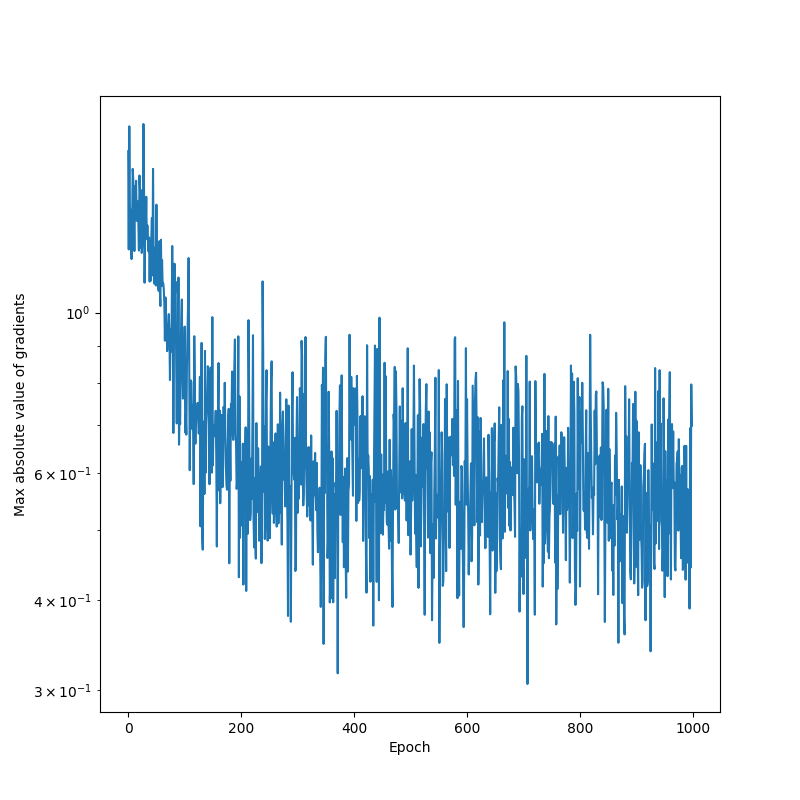 Max absolute value of gradients
10⁰
6 × 10⁻¹
4 × 10⁻¹
3 × 10⁻¹
0 200 400 600 800 1000
Epoch